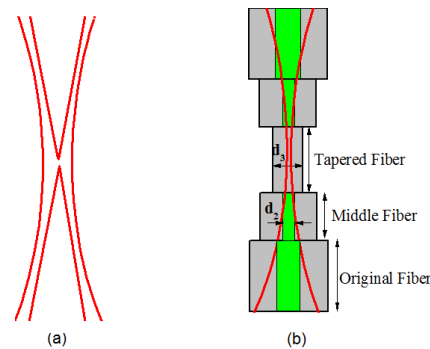 d3
Tapered Fiber
d2
Middle Fiber
Original Fiber
(a)
(b)